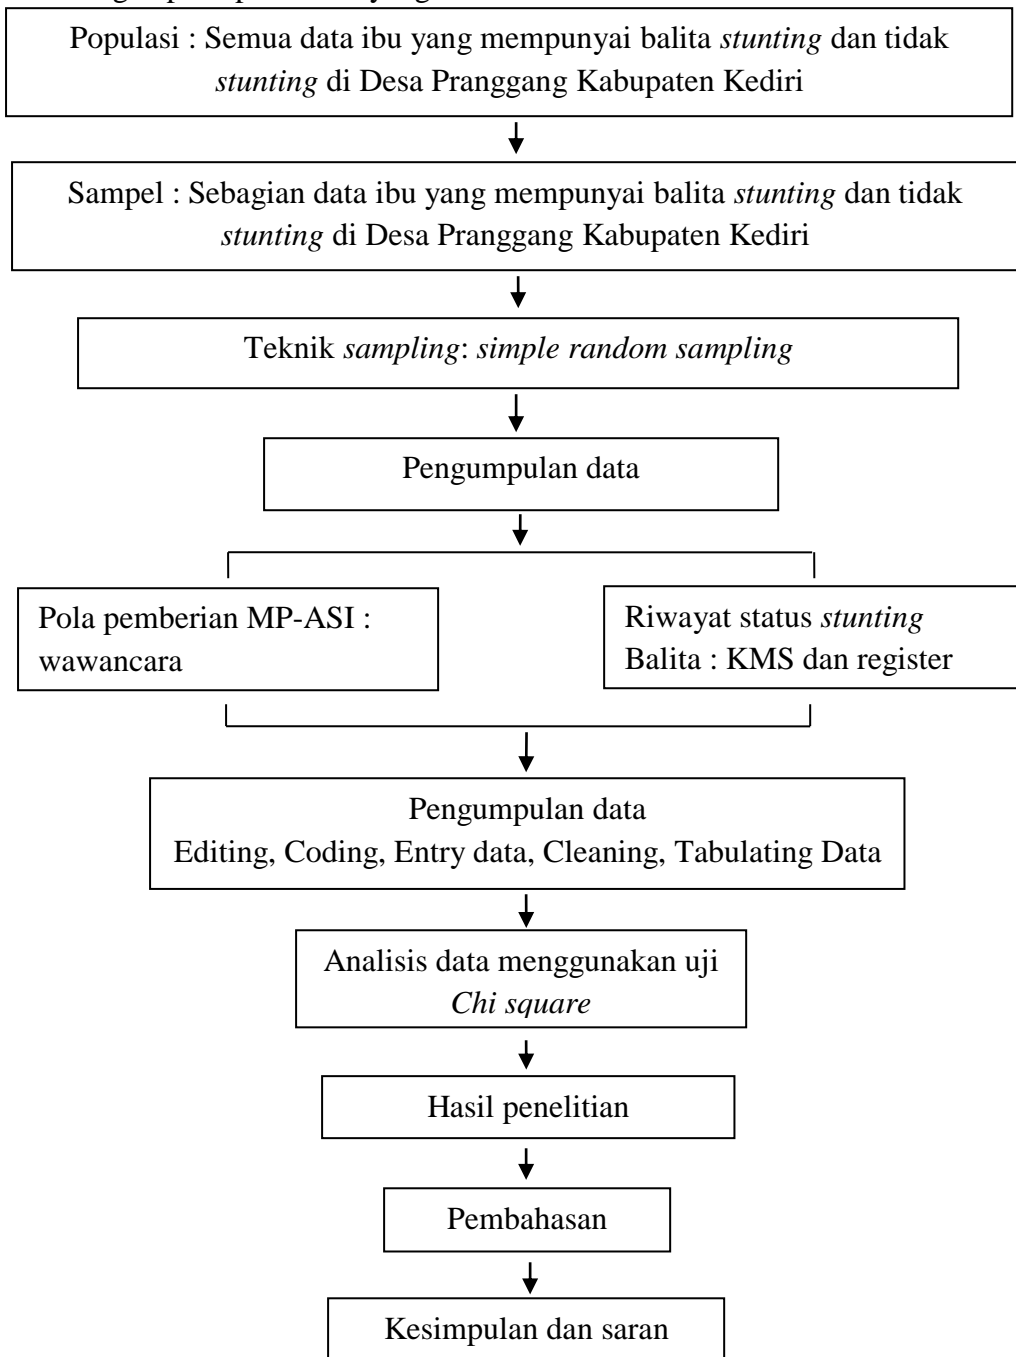 Populasi : Semua data ibu yang mempunyai balita stunting dan tidak
stunting di Desa Pranggang Kabupaten Kediri
Sampel : Sebagian data ibu yang mempunyai balita stunting dan tidak
stunting di Desa Pranggang Kabupaten Kediri
Teknik sampling: simple random sampling
Pengumpulan data
Pola pemberian MP-ASI :
wawancara
Riwayat status stunting
Balita : KMS dan register
Pengumpulan data
Editing, Coding, Entry data, Cleaning, Tabulating Data
Analisis data menggunakan uji
Chi square
Hasil penelitian
Pembahasan
Kesimpulan dan saran